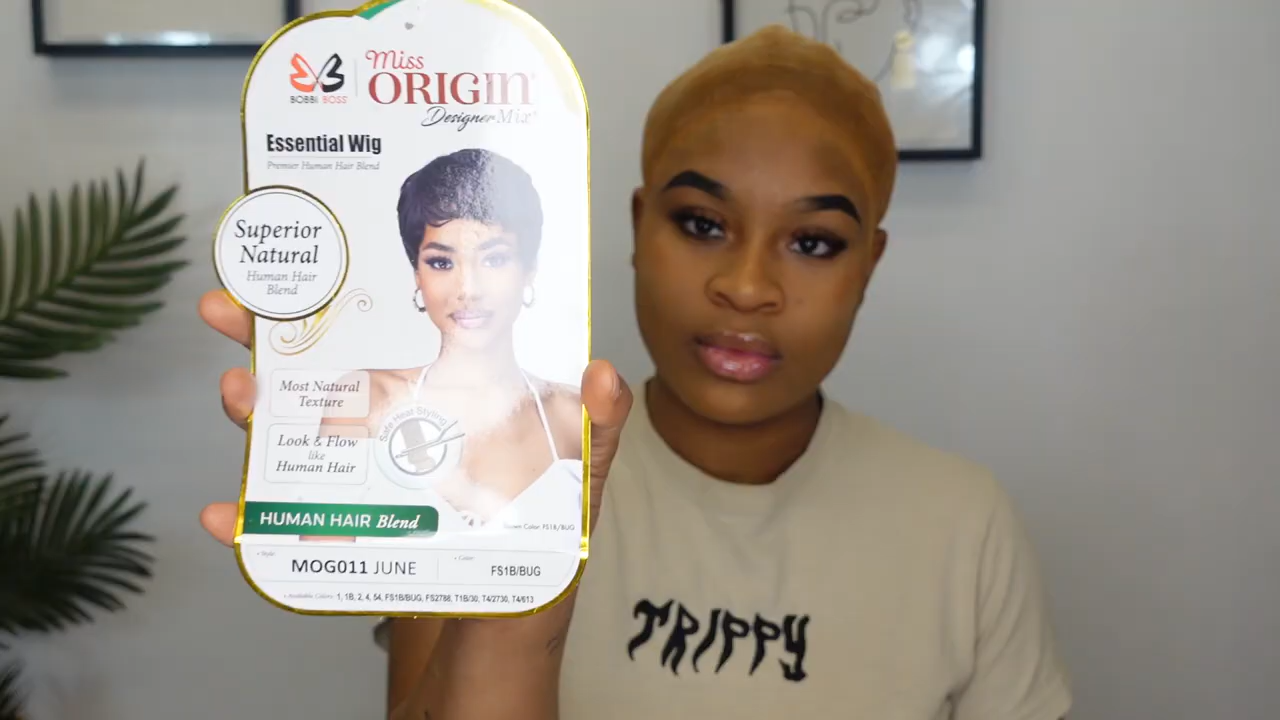 BOBBI BOSS
Miss
ORIGIN
Designer Mix
Essential Wig
Premier Human Hair Blend
Superior
Natural
Human Hair
Blend
Most Natural
Texture
Safe Heat Styling
Look & Flow
like
Human Hair
HUMAN HAIR Blend
Shown Color: FS1B/BUG
• Style:
MOG011 JUNE
• Color:
FS1B/BUG
• Available Colors: 1, 1B, 2, 4, 54, FS1B/BUG, FS2788, T1B/30, T4/2730, T4/613
TRIPPY